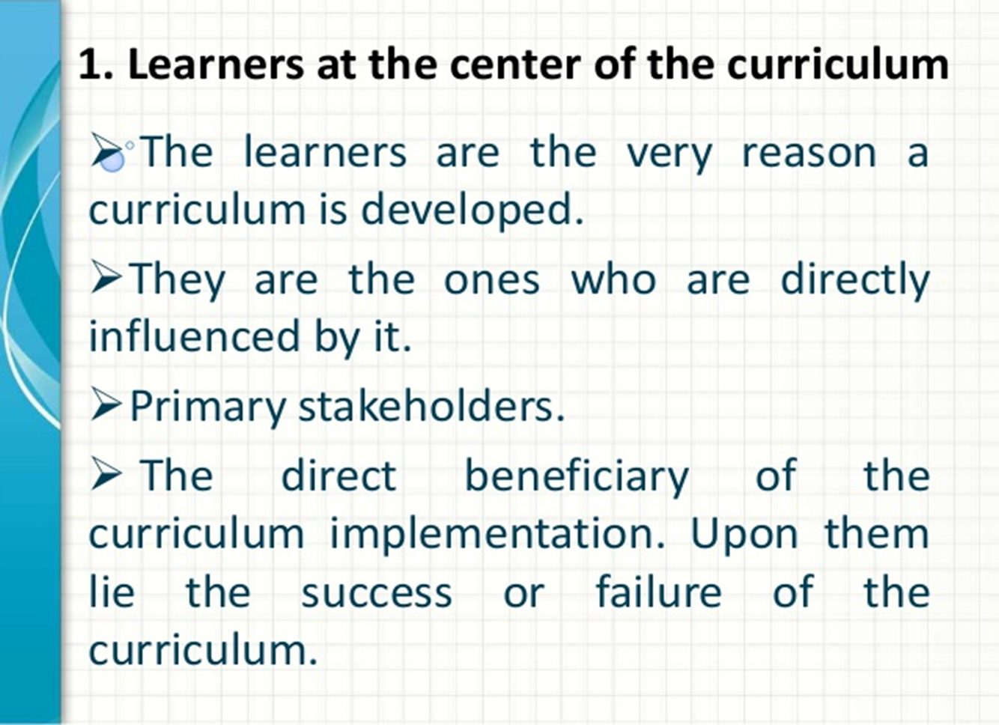 1. Learners at the center of the curriculum
➢The learners are the very reason a
curriculum is developed.
➢They are the ones who are directly
influenced by it.
➢Primary stakeholders.
➢ The direct beneficiary of the
curriculum implementation. Upon them
lie the success or failure of the
curriculum.